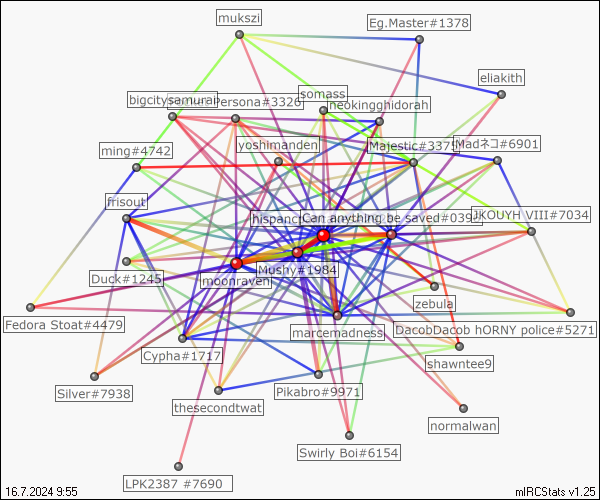 mukszi
Eg.Master#1378
eliakith
somass
bigcitysamurai
Persona#3326
neokingghidorah
yoshimanden
Majestic#3375
Madネコ#6901
ming#4742
frisout
hispanc
Can anything be saved#039
JKOUYH VIII#7034
Mushy#1984
Duck#1245
moonraven
zebula
Fedora Stoat#4479
marcemadness
DacobDacob hORNY police#5271
Cypha#1717
shawntee9
Silver#7938
Pikabro#9971
thesecondtwat
normalwan
Swirly Boi#6154
LPK2387 #7690
16.7.2024 9:55
mIRCStats v1.25